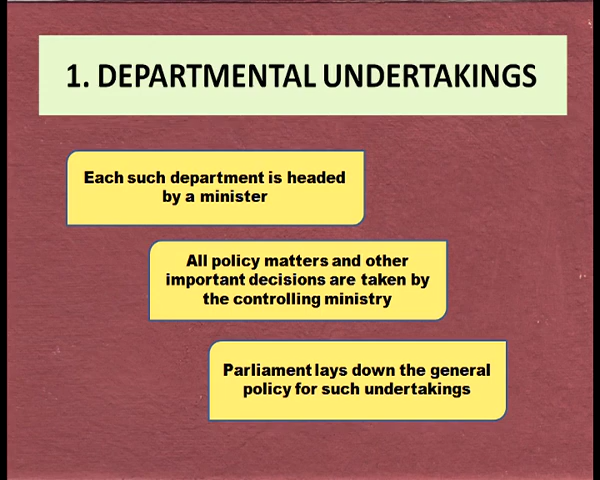 1. DEPARTMENTAL UNDERTAKINGS
Each such department is headed
by a minister
All policy matters and other
important decisions are taken by
the controlling ministry
Parliament lays down the general
policy for such undertakings